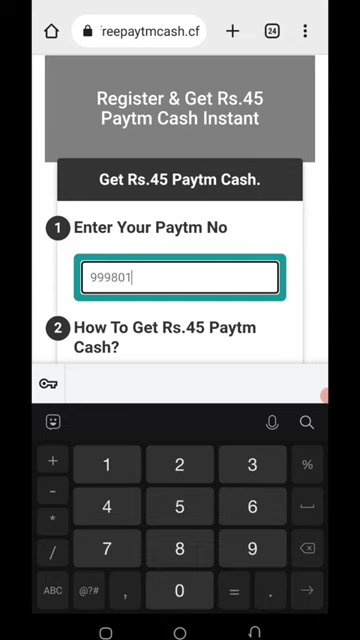 reepaytmcash.cf
24
Register & Get Rs.45
Paytm Cash Instant
Get Rs.45 Paytm Cash.
1 Enter Your Paytm No
999801
2 How To Get Rs.45 Paytm
Cash?
+ 1 2 3 %
- 4 5 6
* 7 8 9
/
ABC @?# , 0 = .